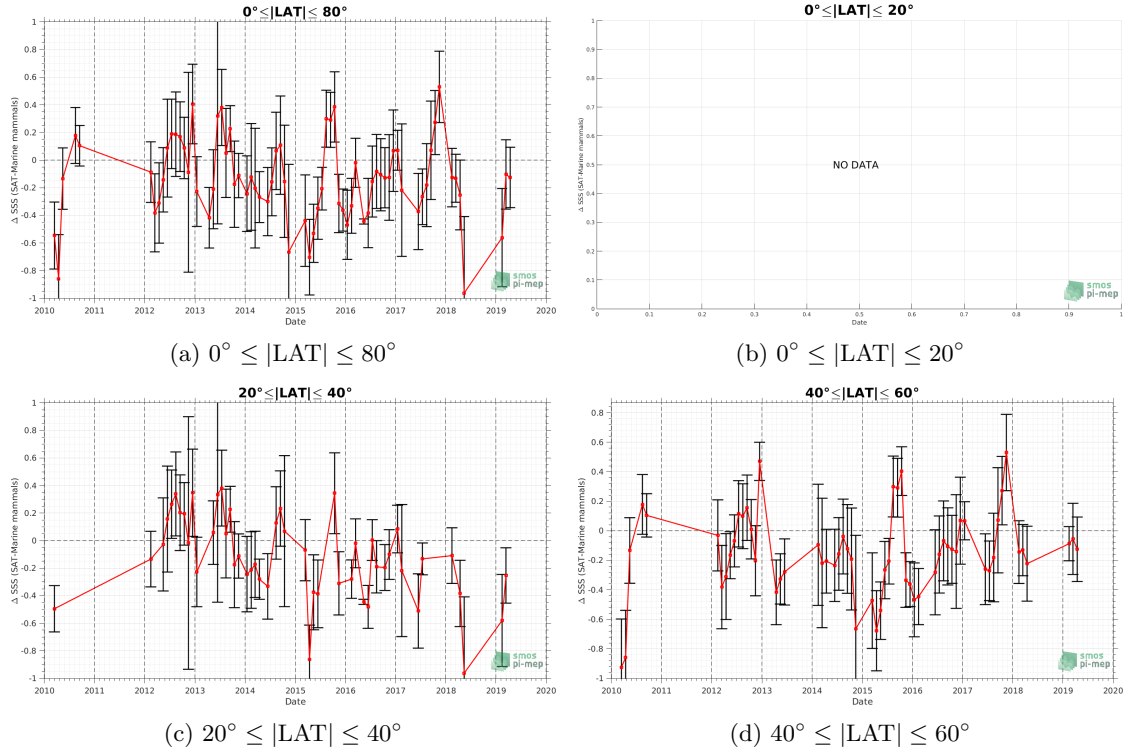 0°≤|LAT|≤ 80°
1
0.8
0.6
0.4
0.2
0
-0.2
-0.4
-0.6
-0.8
-1
Δ SSS (SAT-Marine mammals)
2010 2011 2012 2013 2014 2015 2016 2017 2018 2019 2020
Date
smos
pi-mep
(a) 0° ≤ |LAT| ≤ 80°
0°≤|LAT|≤ 20°
1
0.9
0.8
0.7
0.6
0.5
0.4
0.3
0.2
0.1
0
Δ SSS (SAT-Marine mammals)
NO DATA
0 0.1 0.2 0.3 0.4 0.5 0.6 0.7 0.8 0.9 1
Date
smos
pi-mep
(b) 0° ≤ |LAT| ≤ 20°
20°≤|LAT|≤ 40°
1
0.8
0.6
0.4
0.2
0
-0.2
-0.4
-0.6
-0.8
-1
Δ SSS (SAT-Marine mammals)
2010 2011 2012 2013 2014 2015 2016 2017 2018 2019 2020
Date
smos
pi-mep
(c) 20° ≤ |LAT| ≤ 40°
40°≤|LAT|≤ 60°
0.8
0.6
0.4
0.2
0
-0.2
-0.4
-0.6
-0.8
-1
Δ SSS (SAT-Marine mammals)
2010 2011 2012 2013 2014 2015 2016 2017 2018 2019 2020
Date
smos
pi-mep
(d) 40° ≤ |LAT| ≤ 60°